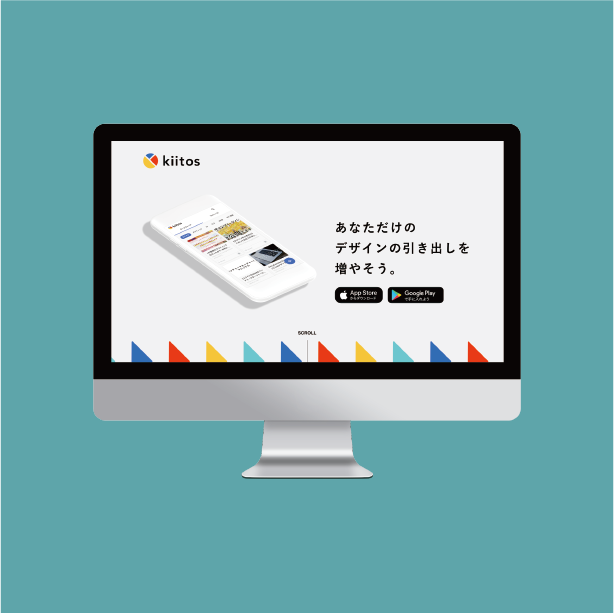 kiitos
kiitos
あなただけの
デザインの引き出しを
増やそう。
App Store
からダウンロード
Google Play
で手に入れよう
SCROLL